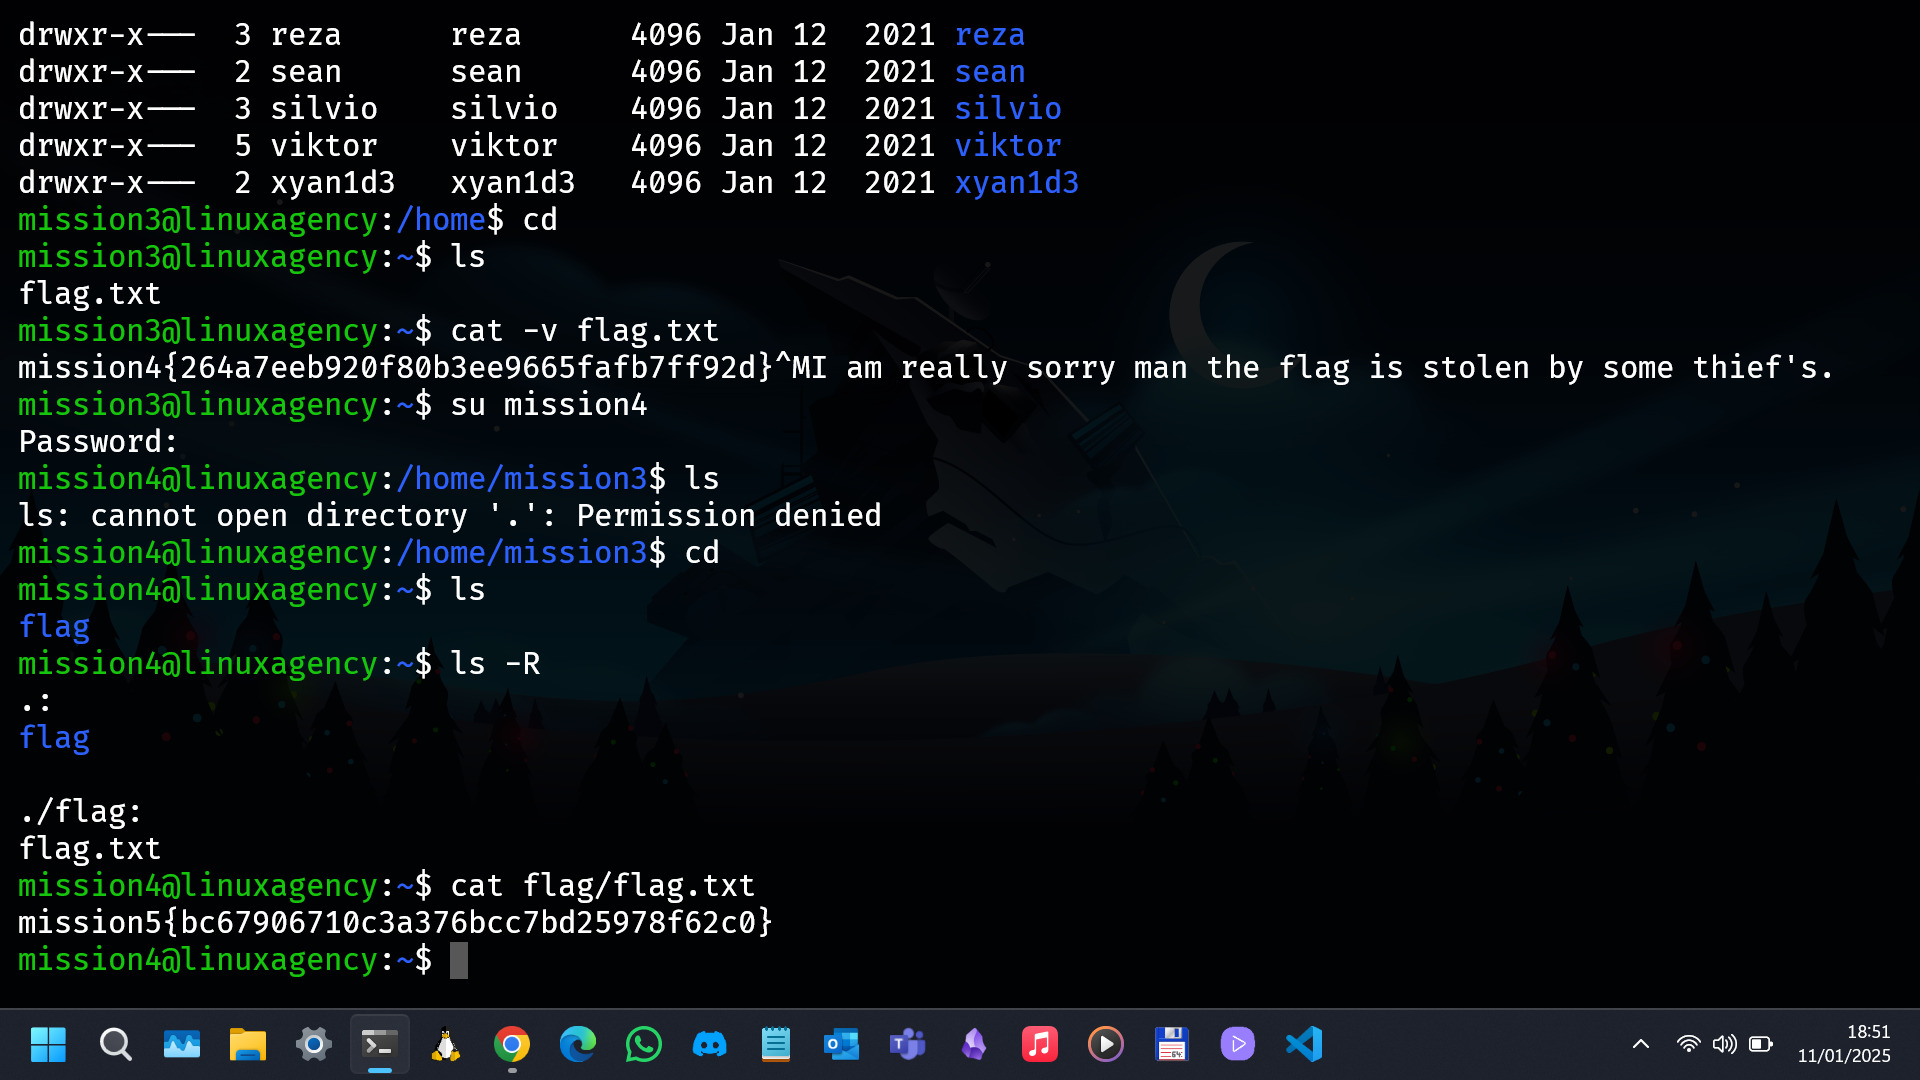 drwxr-x--- 3 reza reza 4096 Jan 12 2021 reza
drwxr-x--- 2 sean sean 4096 Jan 12 2021 sean
drwxr-x--- 3 silvio silvio 4096 Jan 12 2021 silvio
drwxr-x--- 5 viktor viktor 4096 Jan 12 2021 viktor
drwxr-x--- 2 xyan1d3 xyan1d3 4096 Jan 12 2021 xyan1d3
mission3@linuxagency:/home$ cd
mission3@linuxagency:~$ ls
flag.txt
mission3@linuxagency:~$ cat -v flag.txt
mission4{264a7eeb920f80b3ee9665fafb7ff92d}^MI am really sorry man the flag is stolen by some thief's.
mission3@linuxagency:~$ su mission4
Password:
mission4@linuxagency:/home/mission3$ ls
ls: cannot open directory '.': Permission denied
mission4@linuxagency:/home/mission3$ cd
mission4@linuxagency:~$ ls
flag
mission4@linuxagency:~$ ls -R
.:
flag
./flag:
flag.txt
mission4@linuxagency:~$ cat flag/flag.txt
mission5{bc67906710c3a376bcc7bd25978f62c0}
mission4@linuxagency:~$
18:51
11/01/2025